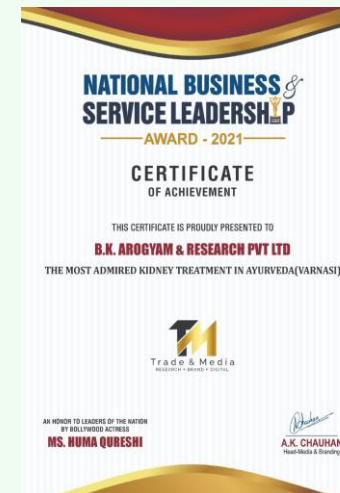 NATIONAL BUSINESS &
SERVICE LEADERSHIP
AWARD - 2021
CERTIFICATE
OF ACHIEVEMENT
THIS CERTIFICATE IS PROUDLY PRESENTED TO
B.K. AROGYAM & RESEARCH PVT LTD
THE MOST ADMIRED KIDNEY TREATMENT IN AYURVEDA(VARNASI)
TM
Trade & Media
RESEARCH • BRAND • DIGITAL
AN HONOR TO LEADERS OF THE NATION
BY BOLLYWOOD ACTRESS
MS. HUMA QURESHI
A.K. CHAUHAN
Head-Media & Branding